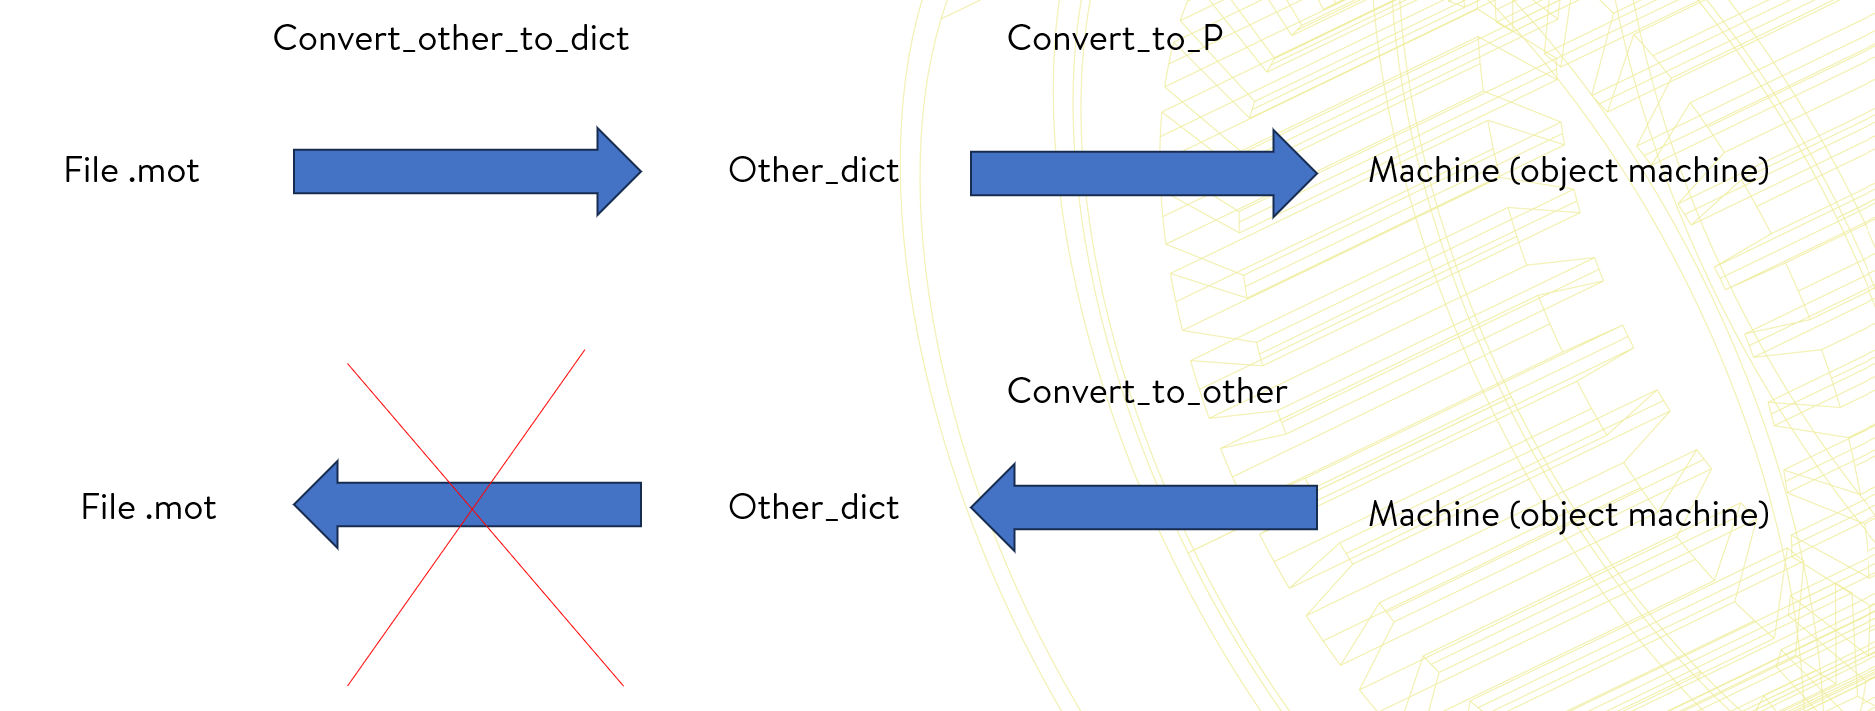 Convert_other_to_dict
Convert_to_P
File .mot
Other_dict
Machine (object machine)
Convert_to_other
File .mot
Other_dict
Machine (object machine)